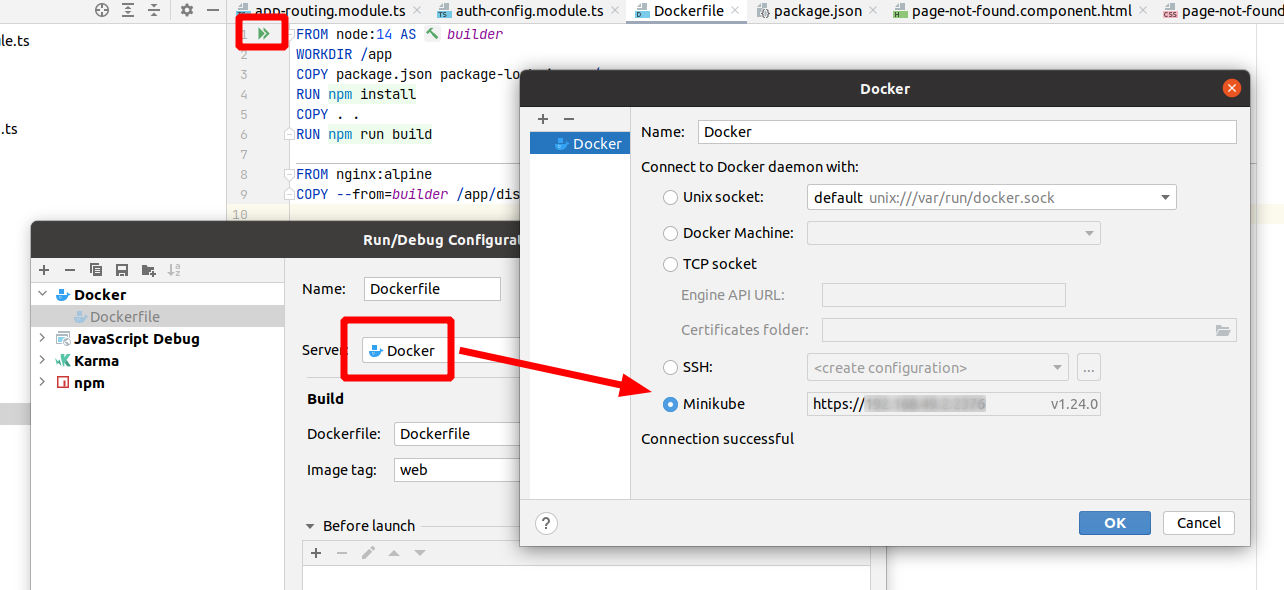 app-routing.module.ts
auth-config.module.ts
Dockerfile
package.json
page-not-found.component.html
page-not-found
le.ts
.ts
1 FROM node:14 AS builder
2 WORKDIR /app
3 COPY package.json
4 RUN npm install
5 COPY . .
6 RUN npm run build
7
8 FROM nginx:alpine
9 COPY --from=builder /app/dis
10
Run/Debug Configurat
Docker
Dockerfile
JavaScript Debug
Karma
npm
Name: Dockerfile
Server: Docker
Build
Dockerfile: Dockerfile
Image tag: web
Before launch
Docker
Docker
Name: Docker
Connect to Docker daemon with:
Unix socket: default unix:///var/run/docker.sock
Docker Machine:
TCP socket
Engine API URL:
Certificates folder:
SSH: <create configuration> ...
Minikube https:// v1.24.0
Connection successful
? OK Cancel